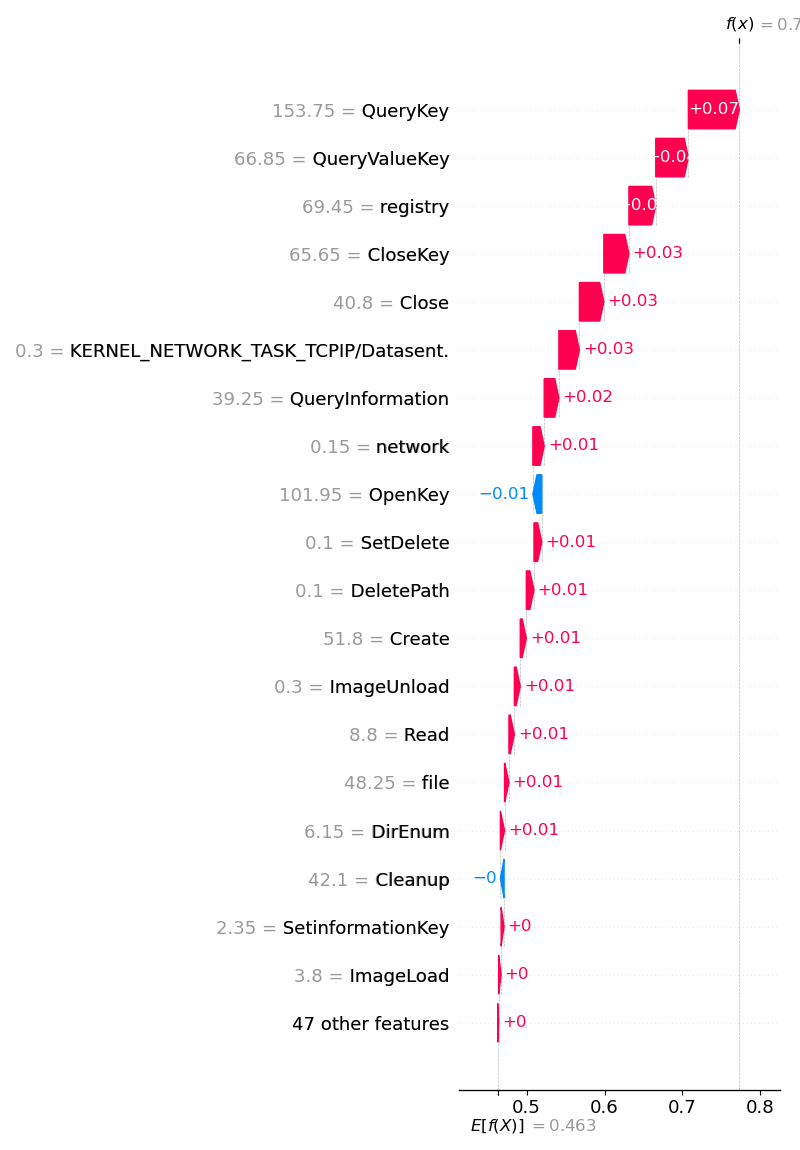 f(x) = 0.7
153.75 = QueryKey +0.07
66.85 = QueryValueKey
69.45 = registry
65.65 = CloseKey +0.03
40.8 = Close +0.03
0.3 = KERNEL_NETWORK_TASK_TCPIP/Datasent. +0.03
39.25 = QueryInformation +0.02
0.15 = network +0.01
101.95 = OpenKey −0.01
0.1 = SetDelete +0.01
0.1 = DeletePath +0.01
51.8 = Create +0.01
0.3 = ImageUnload +0.01
8.8 = Read +0.01
48.25 = file +0.01
6.15 = DirEnum +0.01
42.1 = Cleanup −0
2.35 = SetinformationKey +0
3.8 = ImageLoad +0
47 other features +0
0.5 0.6 0.7 0.8
E[f(X)] = 0.463